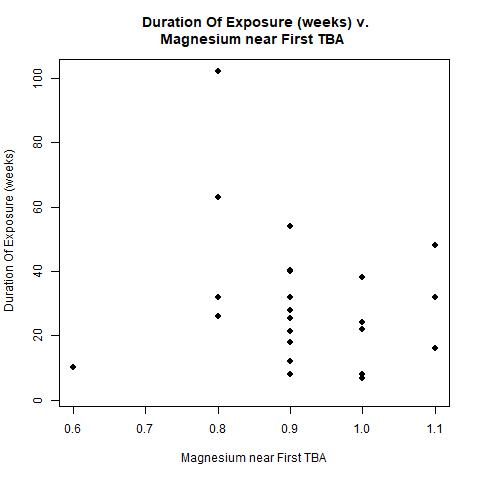 Duration Of Exposure (weeks) v.
Magnesium near First TBA
Duration Of Exposure (weeks)
100
80
60
40
20
0
0.6 0.7 0.8 0.9 1.0 1.1
Magnesium near First TBA